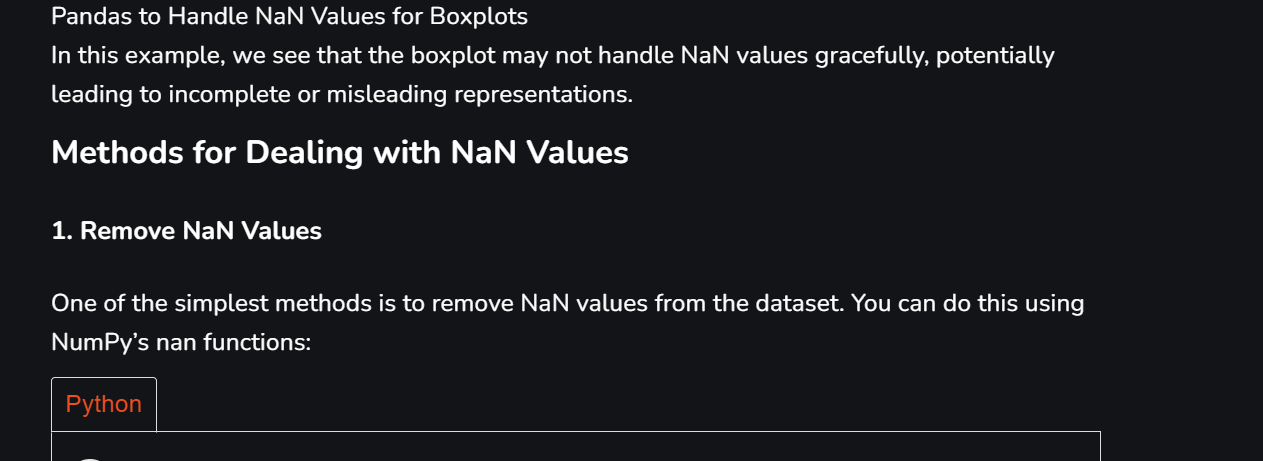 Pandas to Handle NaN Values for Boxplots
In this example, we see that the boxplot may not handle NaN values gracefully, potentially
leading to incomplete or misleading representations.
Methods for Dealing with NaN Values
1. Remove NaN Values
One of the simplest methods is to remove NaN values from the dataset. You can do this using
NumPy’s nan functions:
Python